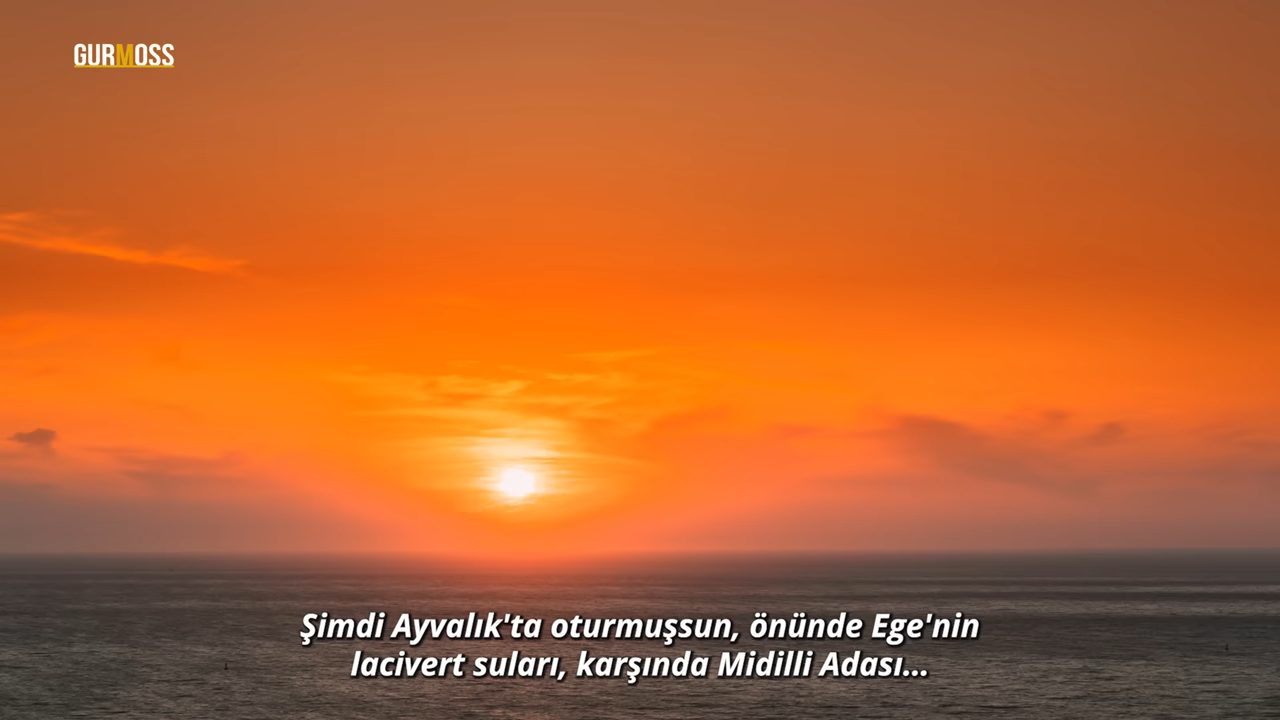 GURMOSS
Şimdi Ayvalık'ta oturmuşsun, önünde Ege'nin
lacivert suları, karşında Midilli Adası...